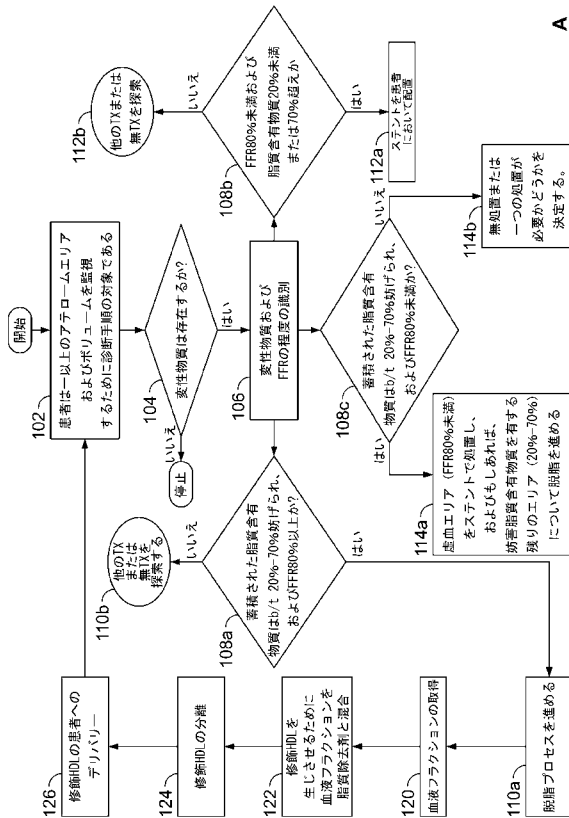 開始
102
患者は一以上のアテロームエリア
およびボリュームを監視
するために診断手順の対象である
104
変性物質は存在するか?
いいえ
停止
はい
106
変性物質および
FFRの程度の識別
108a
蓄積された脂質含有
物質はb/t 20%-70%妨げられ、
およびFFR80%以上か?
いいえ
110b
他のTX
または
無TXを
探索する
はい
110a
脱脂プロセスを進める
120
血液フラクションの取得
122
修飾HDLを
生じさせるために
血液フラクションを
脂質除去剤と混合
124
修飾HDLの分離
126
修飾HDLの患者への
デリバリー
108b
FFR80%未満および
脂質含有物質20%未満
または70%超えか
いいえ
112b
他のTXまたは
無TXを探索
はい
112a
ステントを患者
において配置
108c
蓄積された脂質含有
物質はb/t 20%-70%妨げられ、
およびFFR80%未満か?
はい
114a
虚血エリア(FFR80%未満)
をステントで処置し、
およびもしあれば、
妨害脂質含有物質を有する
残りのエリア(20%-70%)
について脱脂を進める
いいえ
114b
無処置または
一つの処置が
必要かどうかを
決定する。
A